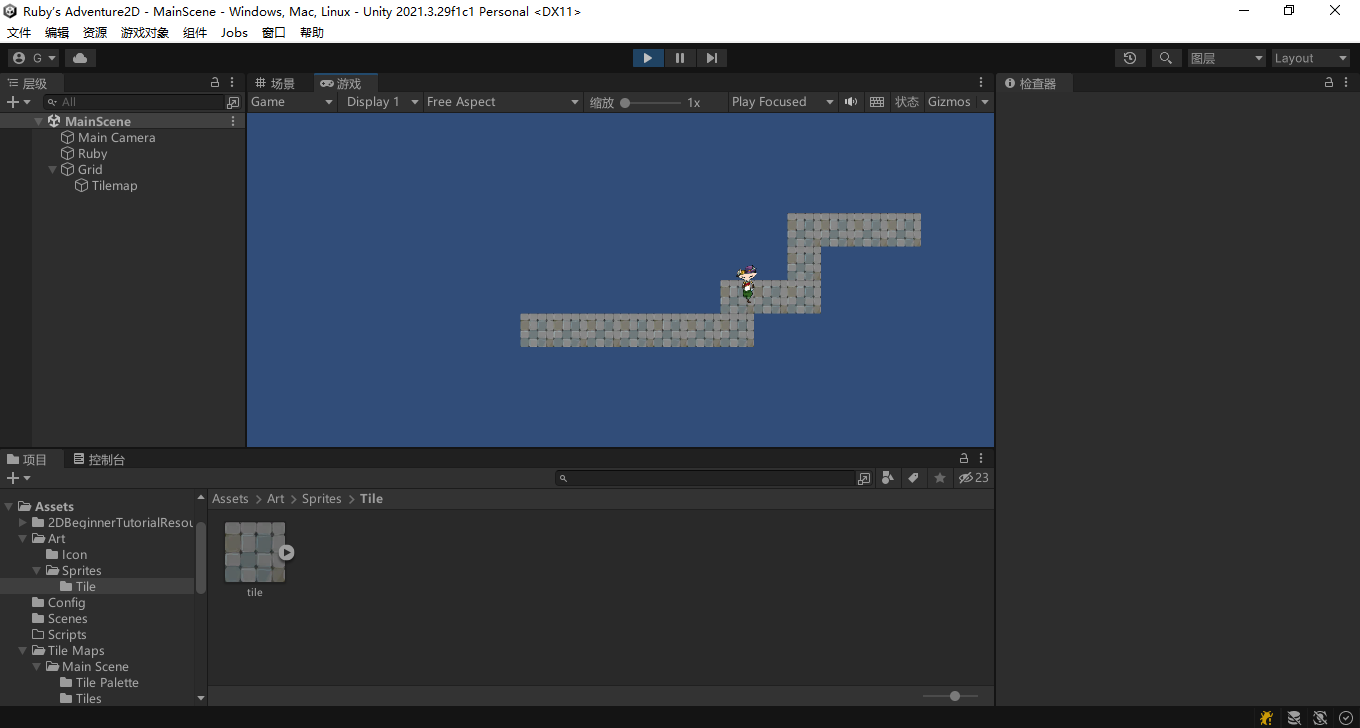 Ruby's Adventure2D - MainScene - Windows, Mac, Linux - Unity 2021.3.29f1c1 Personal <DX11>
文件 编辑 资源 游戏对象 组件 Jobs 窗口 帮助
G
图层 Layout
层级
All
MainScene
Main Camera
Ruby
Grid
Tilemap
场景 游戏
Game Display 1 Free Aspect 缩放 1x Play Focused 状态 Gizmos
检查器
项目 控制台
23
Assets
2DBeginnerTutorialResou
Art
Icon
Sprites
Tile
Config
Scenes
Scripts
Tile Maps
Main Scene
Tile Palette
Tiles
Assets > Art > Sprites > Tile
tile